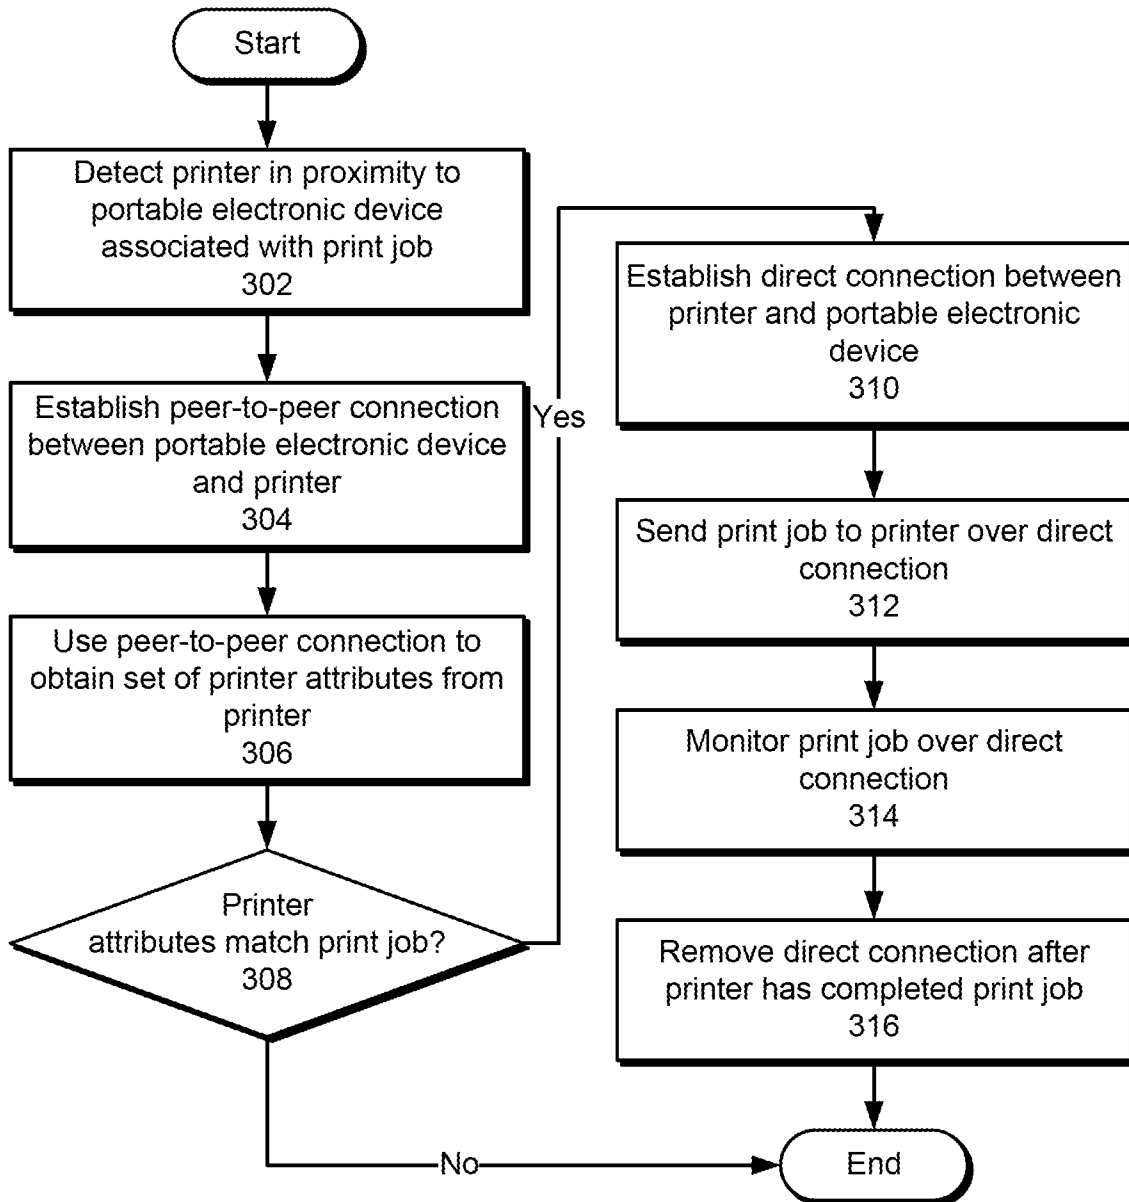 Start
Detect printer in proximity to
portable electronic device
associated with print job
302
Establish peer-to-peer connection
between portable electronic device
and printer
304
Use peer-to-peer connection to
obtain set of printer attributes from
printer
306
Printer
attributes match print job?
308
Yes
No
Establish direct connection between
printer and portable electronic
device
310
Send print job to printer over direct
connection
312
Monitor print job over direct
connection
314
Remove direct connection after
printer has completed print job
316
End